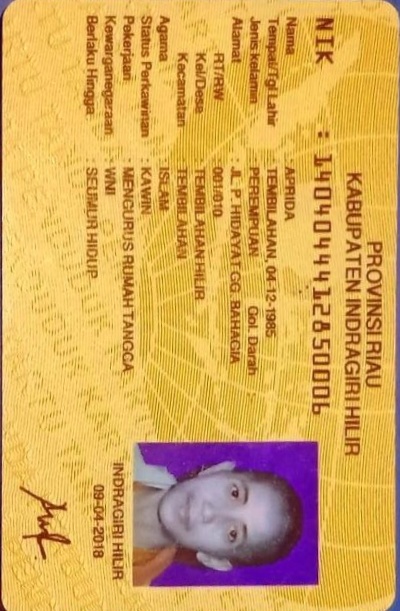 PROVINSI RIAU
KABUPATEN INDRAGIRI HILIR
NIK : 1404044412850006
Nama : APRIDA
Tempat/Tgl Lahir : TEMBILAHAN, 04-12-1985
Jenis kelamin : PEREMPUAN Gol. Darah :
Alamat : JL. P. HIDAYAT GG. BAHAGIA
RT/RW : 001/010
Kel/Desa : TEMBILAHAN HILIR
Kecamatan : TEMBILAHAN
Agama : ISLAM
Status Perkawinan : KAWIN
Pekerjaan : MENGURUS RUMAH TANGGA
Kewarganegaraan : WNI
Berlaku Hingga : SEUMUR HIDUP
INDRAGIRI HILIR
09-04-2018